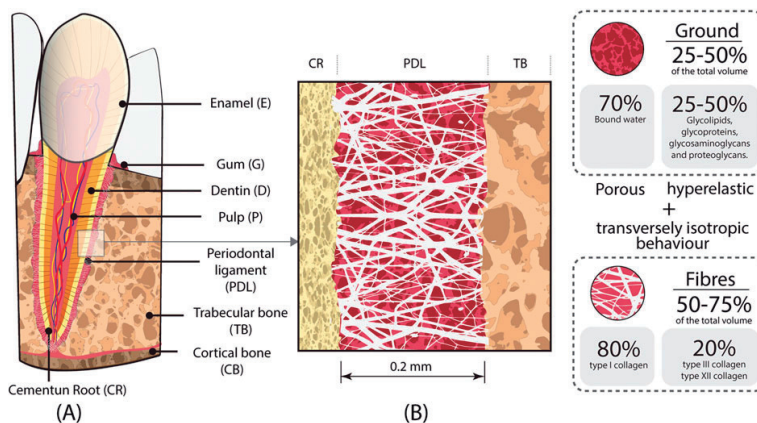 Enamel (E)
Gum (G)
Dentin (D)
Pulp (P)
Periodontal
ligament
(PDL)
Trabecular bone
(TB)
Cortical bone
(CB)
Cementun Root (CR)
(A)
CR
PDL
TB
0.2 mm
(B)
Ground
25-50%
of the total volume
70%
Bound water
25-50%
Glycolipids,
glycoproteins,
glycosaminoglycans
and proteoglycans.
Porous hyperelastic
+
transversely isotropic
behaviour
Fibres
50-75%
of the total volume
80%
type I collagen
20%
type III collagen
type XII collagen